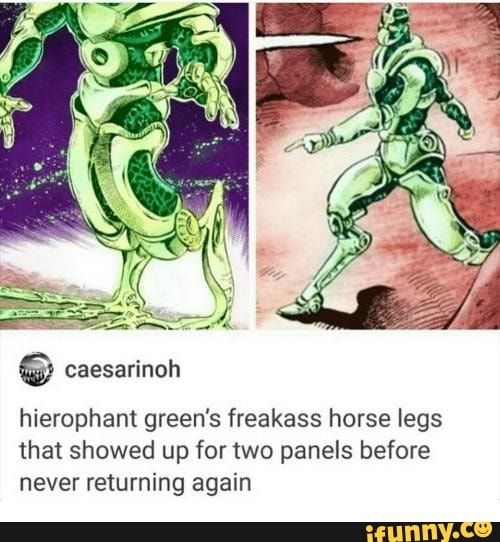 caesarinoh
hierophant green's freakass horse legs
that showed up for two panels before
never returning again
ifunny.co